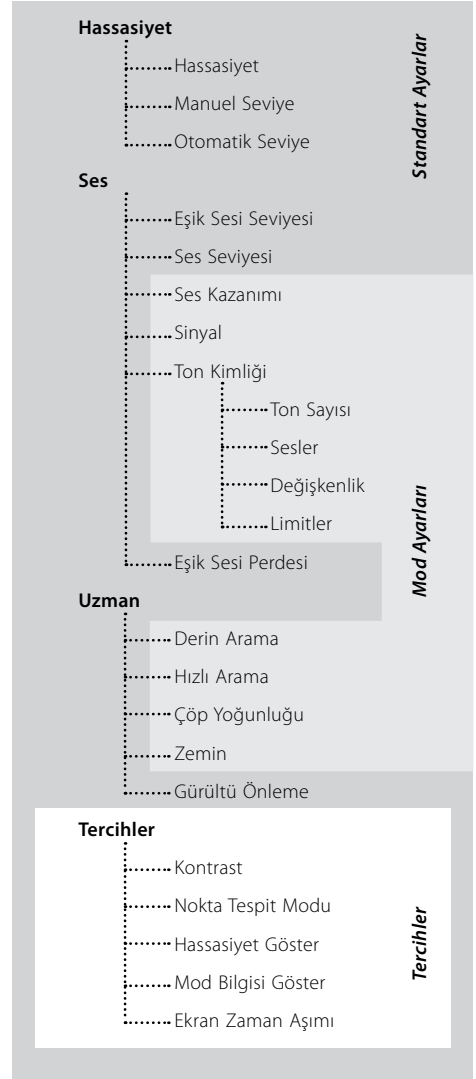 Hassasiyet
Hassasiyet
Manuel Seviye
Otomatik Seviye
Standart Ayarlar
Ses
Eşik Sesi Seviyesi
Ses Seviyesi
Ses Kazanımı
Sinyal
Ton Kimliği
Ton Sayısı
Sesler
Değişkenlik
Limitler
Eşik Sesi Perdesi
Mod Ayarları
Uzman
Derin Arama
Hızlı Arama
Çöp Yoğunluğu
Zemin
Gürültü Önleme
Tercihler
Kontrast
Nokta Tespit Modu
Hassasiyet Göster
Mod Bilgisi Göster
Ekran Zaman Aşımı
Tercihler